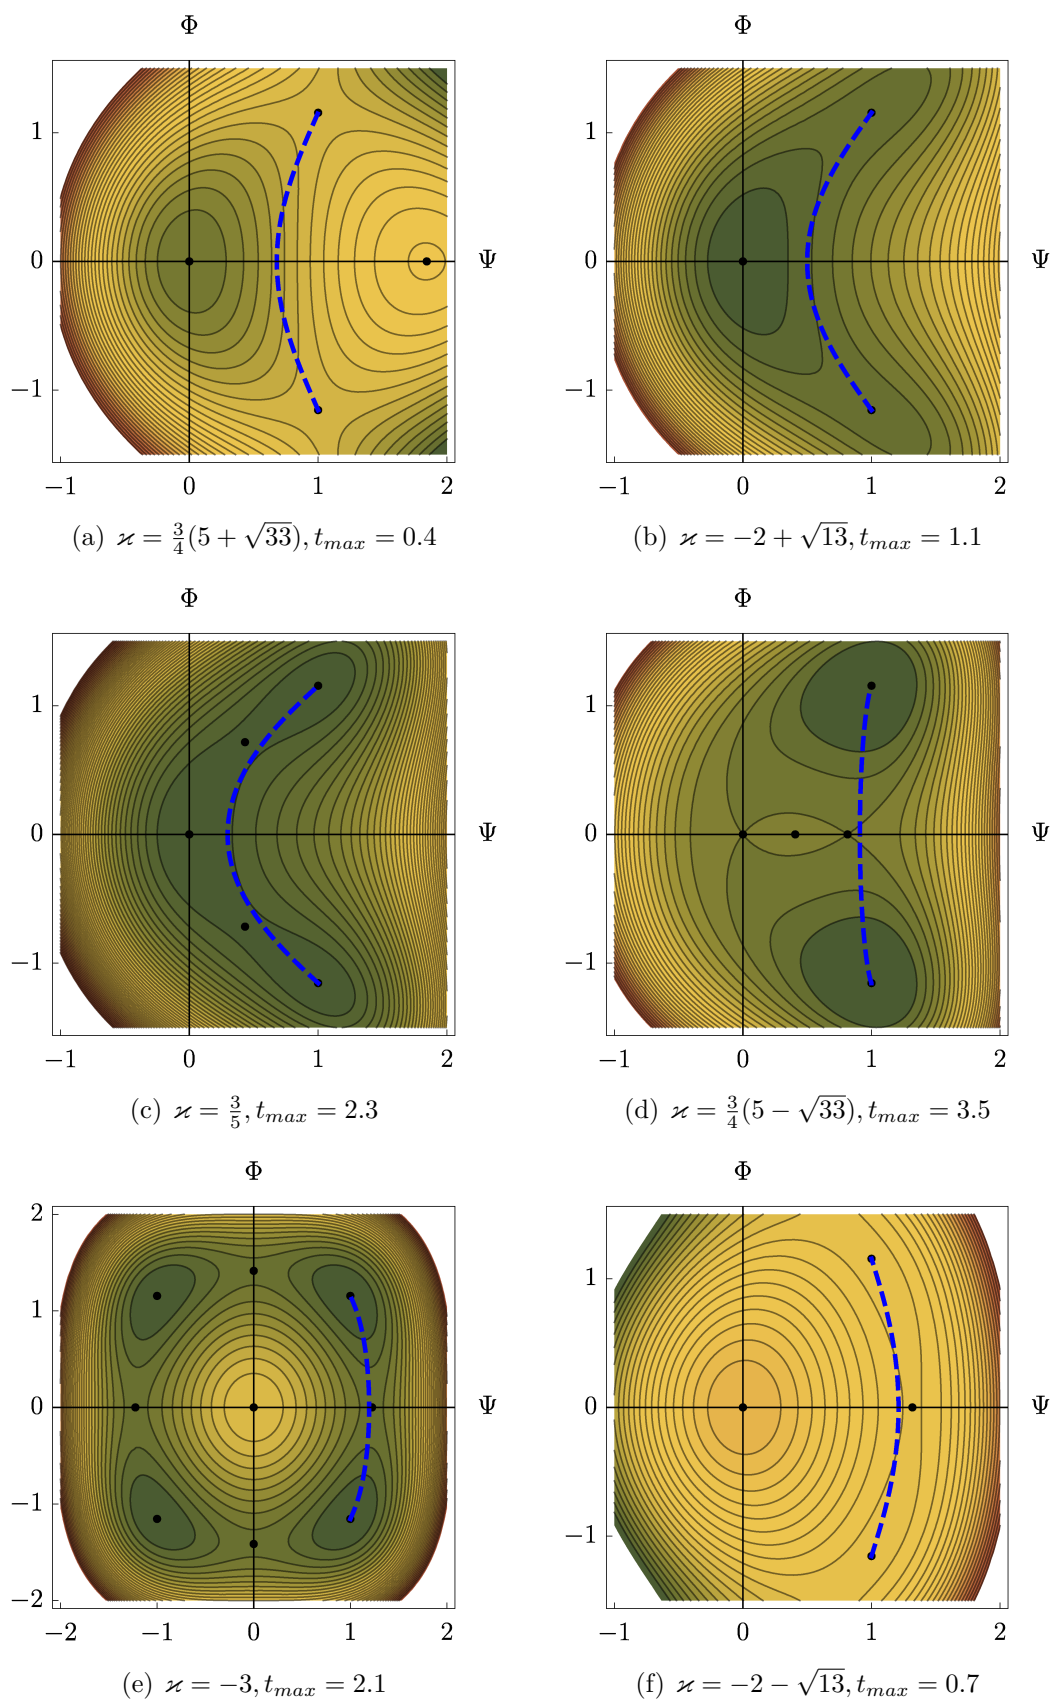 Φ Φ
1 1
0 Ψ 0 Ψ
−1 −1
−1 0 1 2 −1 0 1 2
(a) ϰ = 3/4(5 + √33), t_max = 0.4 (b) ϰ = −2 + √13, t_max = 1.1
Φ Φ
1 1
0 Ψ 0 Ψ
−1 −1
−1 0 1 2 −1 0 1 2
(c) ϰ = 3/5, t_max = 2.3 (d) ϰ = 3/4(5 − √33), t_max = 3.5
Φ Φ
2
1 1
0 Ψ 0 Ψ
−1 −1
−2
−2 −1 0 1 2 −1 0 1 2
(e) ϰ = −3, t_max = 2.1 (f) ϰ = −2 − √13, t_max = 0.7